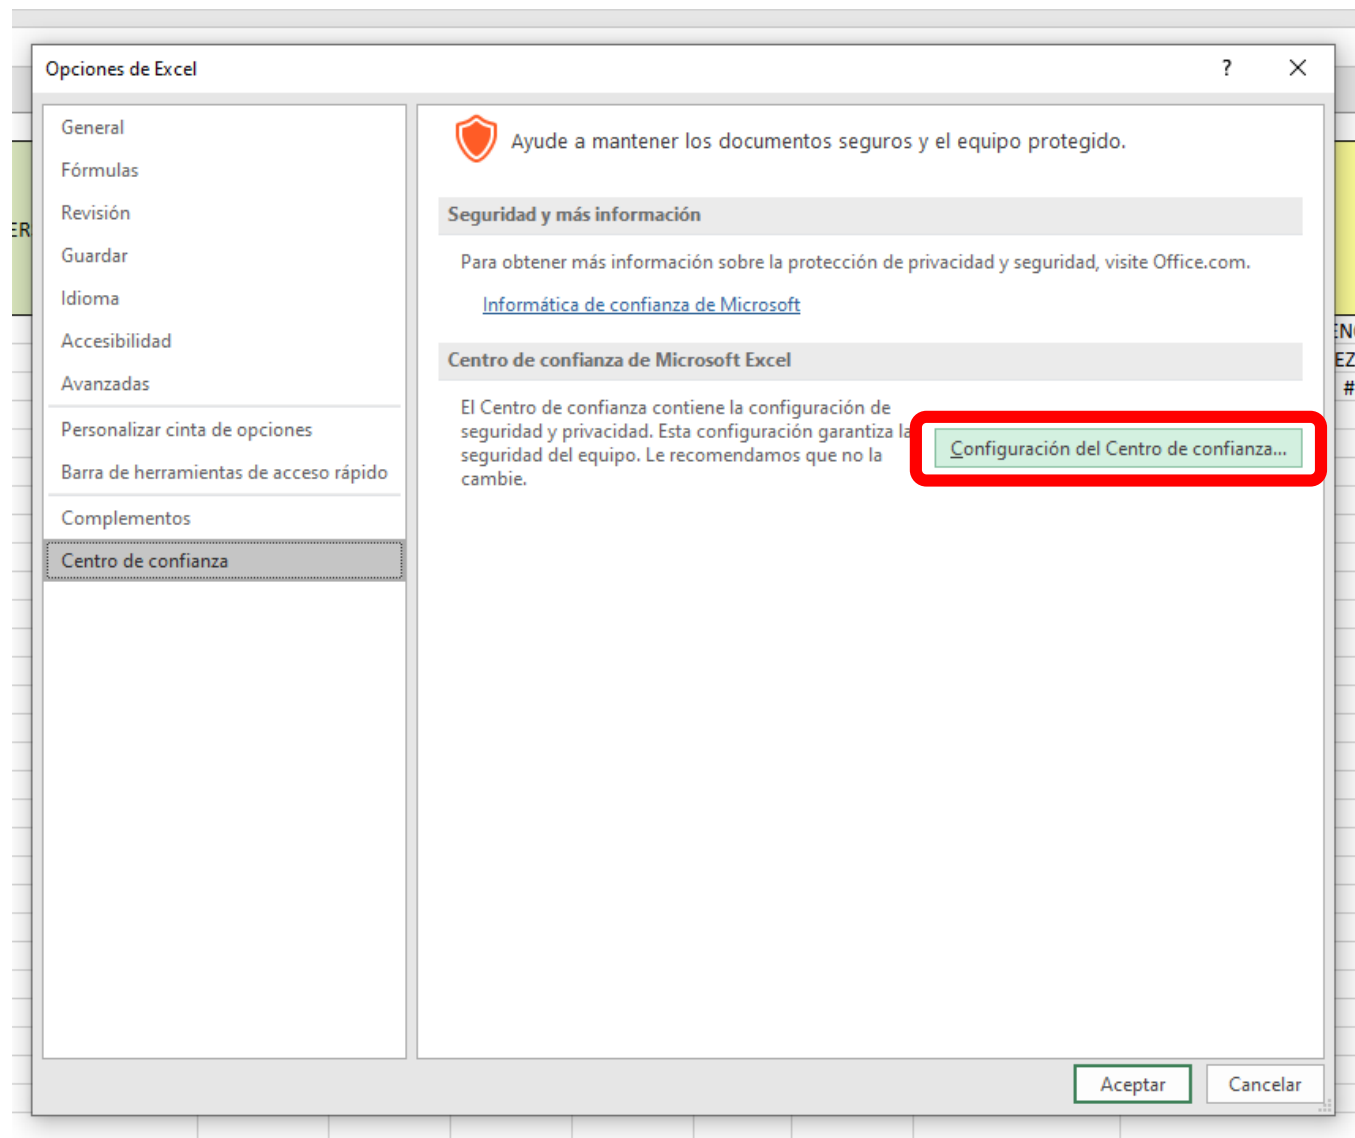 Opciones de Excel
?
General
Fórmulas
Revisión
Guardar
Idioma
Accesibilidad
Avanzadas
Personalizar cinta de opciones
Barra de herramientas de acceso rápido
Complementos
Centro de confianza
Ayude a mantener los documentos seguros y el equipo protegido.
Seguridad y más información
Para obtener más información sobre la protección de privacidad y seguridad, visite Office.com.
Informática de confianza de Microsoft
Centro de confianza de Microsoft Excel
El Centro de confianza contiene la configuración de
seguridad y privacidad. Esta configuración garantiza la
seguridad del equipo. Le recomendamos que no la
cambie.
Configuración del Centro de confianza...
Aceptar
Cancelar
ER
EZ
#